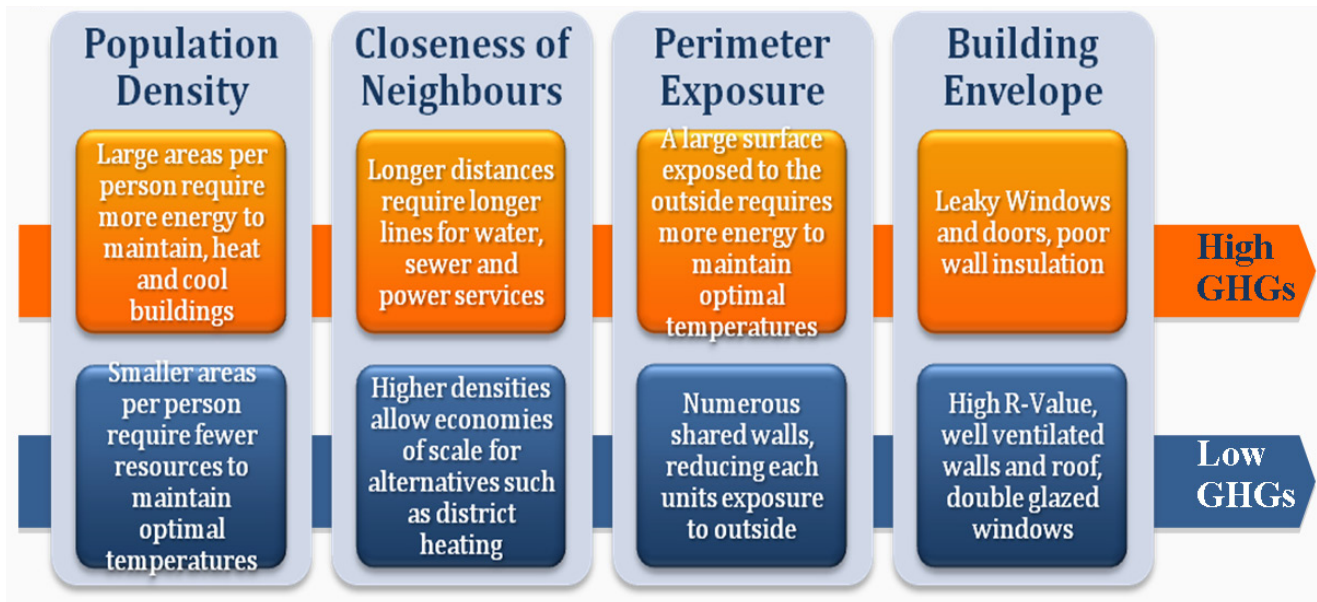 Population
Density
Large areas per
person require
more energy to
maintain, heat
and cool
buildings
Smaller areas
per person
require fewer
resources to
maintain
optimal
temperatures
Closeness of
Neighbours
Longer distances
require longer
lines for water,
sewer and
power services
Higher densities
allow economies
of scale for
alternatives such
as district
heating
Perimeter
Exposure
A large surface
exposed to the
outside requires
more energy to
maintain
optimal
temperatures
Numerous
shared walls,
reducing each
units exposure
to outside
Building
Envelope
Leaky Windows
and doors, poor
wall insulation
High R-Value,
well ventilated
walls and roof,
double glazed
windows
High
GHGs
Low
GHGs